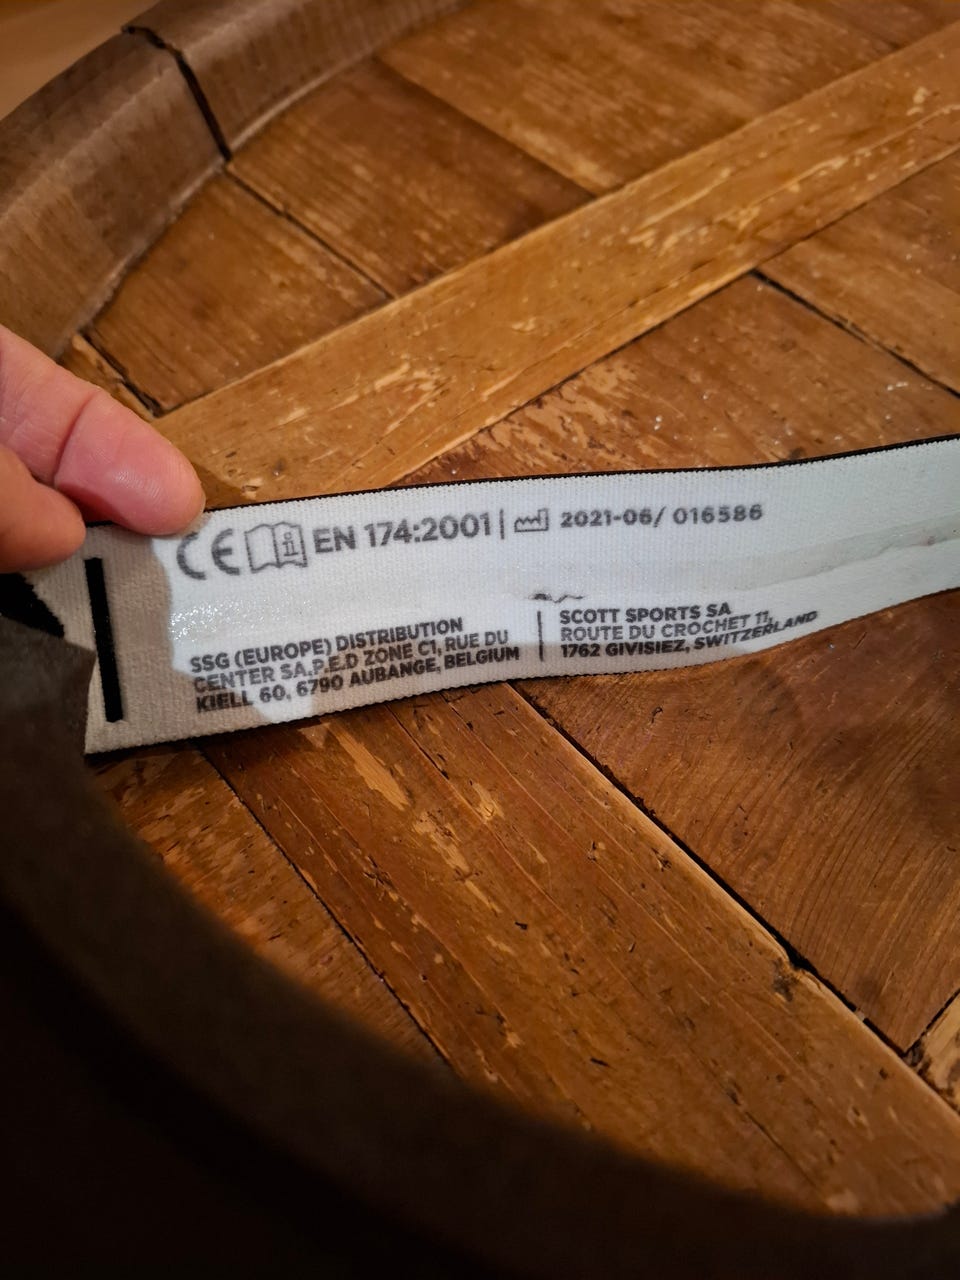 CE i EN 174:2001 | 2021-06/ 016586
SSG (EUROPE) DISTRIBUTION
CENTER SA,P.E.D ZONE C1, RUE DU
KIELL 60, 6790 AUBANGE, BELGIUM
SCOTT SPORTS SA
ROUTE DU CROCHET 11,
1762 GIVISIEZ, SWITZERLAND